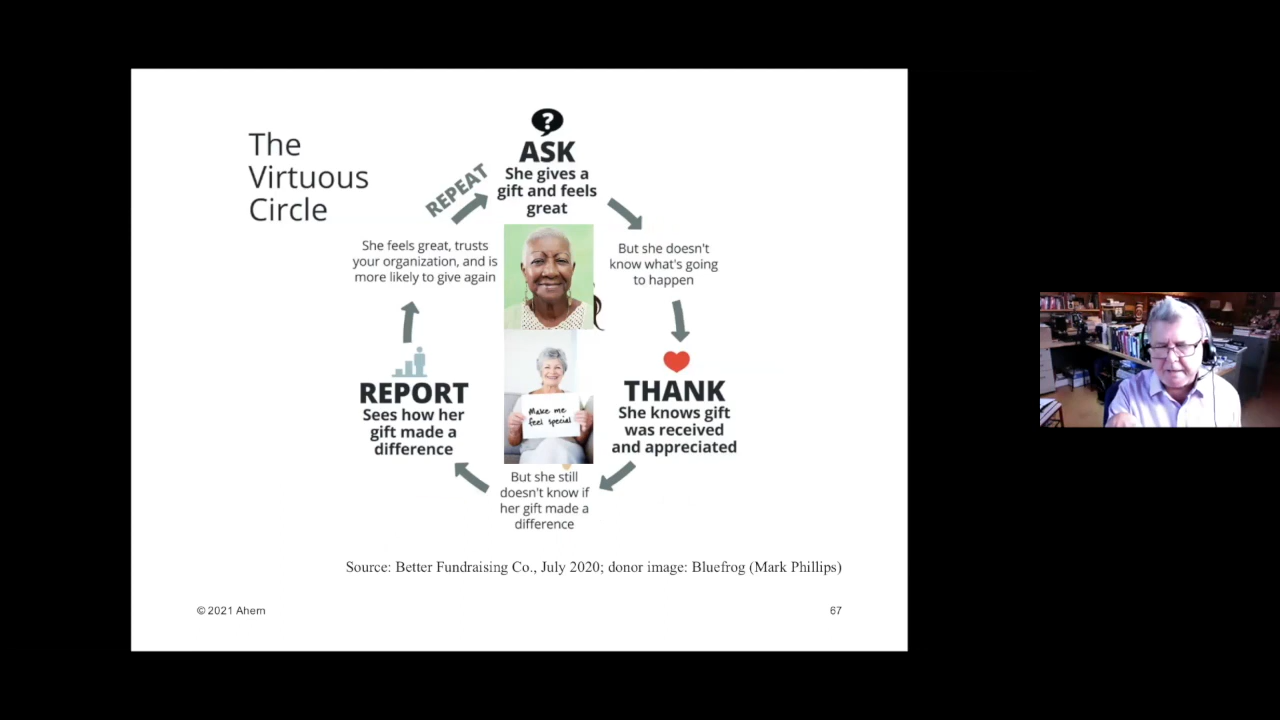 The
Virtuous
Circle
?
ASK
She gives a
gift and feels
great
But she doesn't
know what's going
to happen
THANK
She knows gift
was received
and appreciated
But she still
doesn't know if
her gift made a
difference
REPORT
Sees how her
gift made a
difference
She feels great, trusts
your organization, and is
more likely to give again
REPEAT
Make me
feel special
Source: Better Fundraising Co., July 2020; donor image: Bluefrog (Mark Phillips)
© 2021 Ahern
67